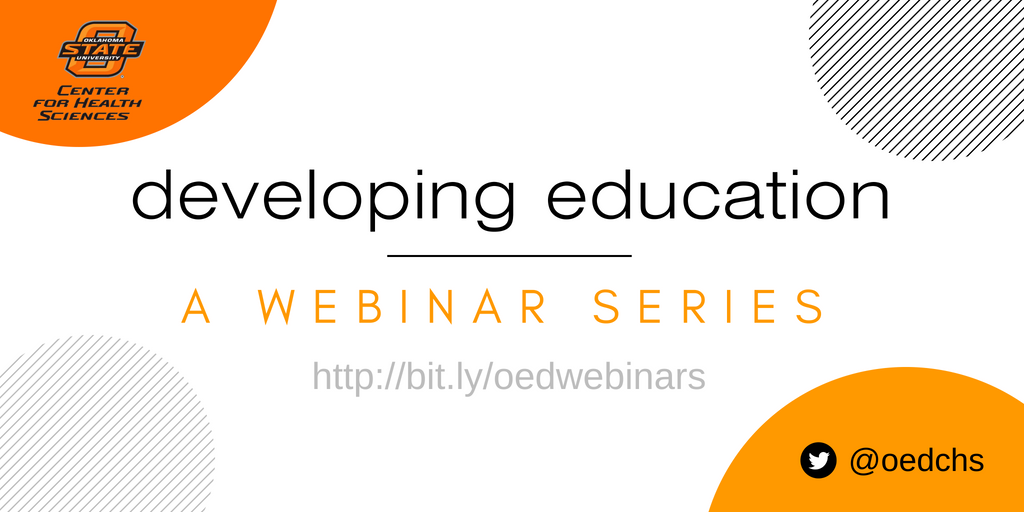 OKLAHOMA
STATE
UNIVERSITY
CENTER
FOR HEALTH
SCIENCES
developing education
A WEBINAR SERIES
http://bit.ly/oedwebinars
@oedchs